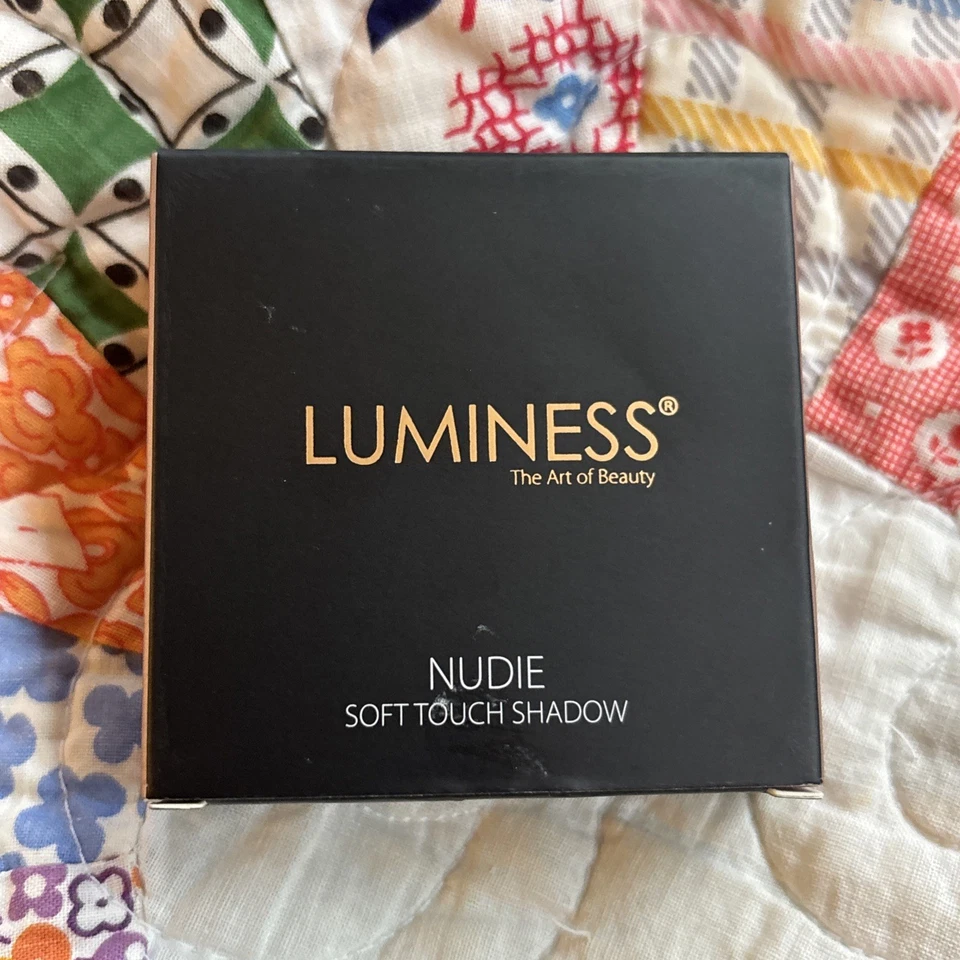 LUMINESS®
The Art of Beauty
NUDIE
SOFT TOUCH SHADOW